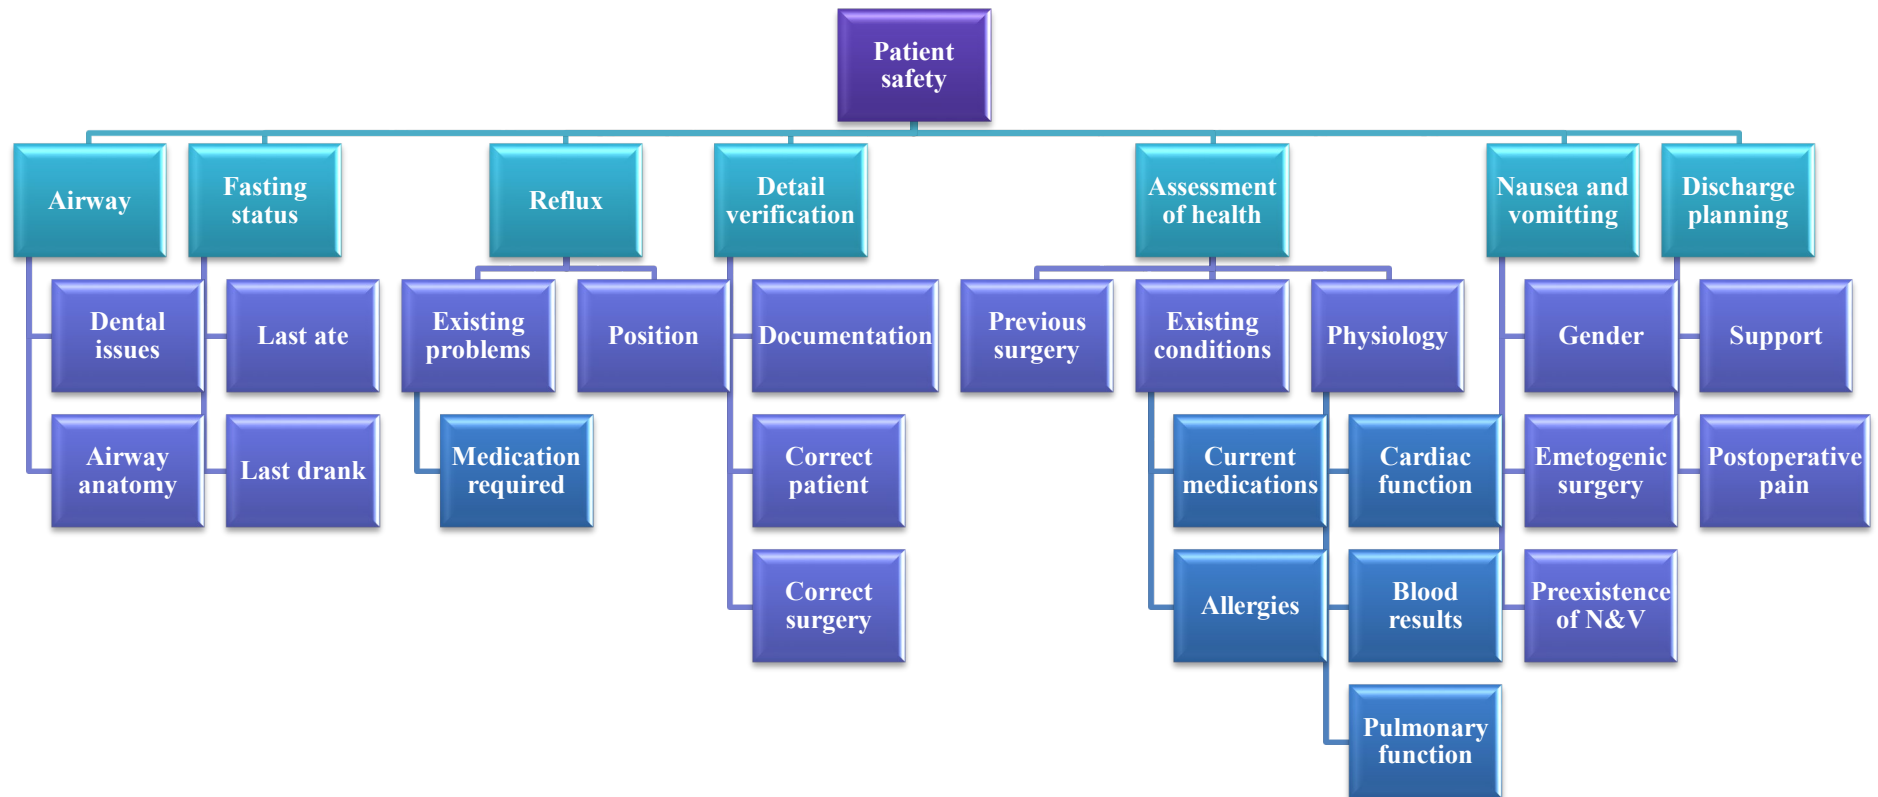 Patient
safety
Airway
Fasting
status
Reflux
Detail
verification
Assessment
of health
Nausea and
vomitting
Discharge
planning
Dental
issues
Last ate
Existing
problems
Position
Documentation
Previous
surgery
Existing
conditions
Physiology
Gender
Support
Airway
anatomy
Last drank
Medication
required
Correct
patient
Current
medications
Cardiac
function
Emetogenic
surgery
Postoperative
pain
Correct
surgery
Allergies
Blood
results
Preexistence
of N&V
Pulmonary
function